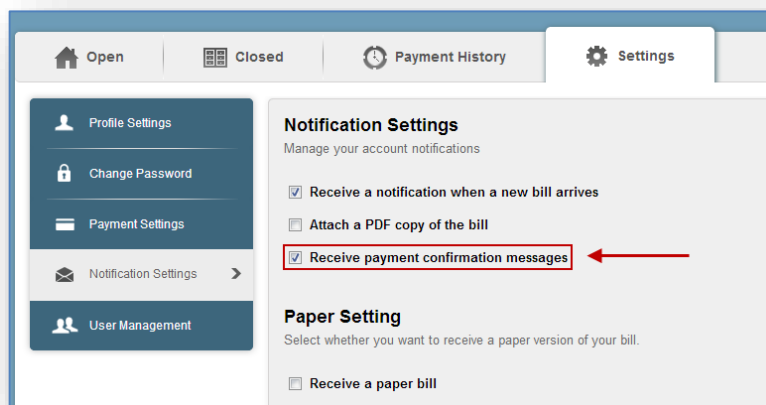 Open
Closed
Payment History
Settings
Profile Settings
Change Password
Payment Settings
Notification Settings
User Management
Notification Settings
Manage your account notifications
Receive a notification when a new bill arrives
Attach a PDF copy of the bill
Receive payment confirmation messages
Paper Setting
Select whether you want to receive a paper version of your bill.
Receive a paper bill